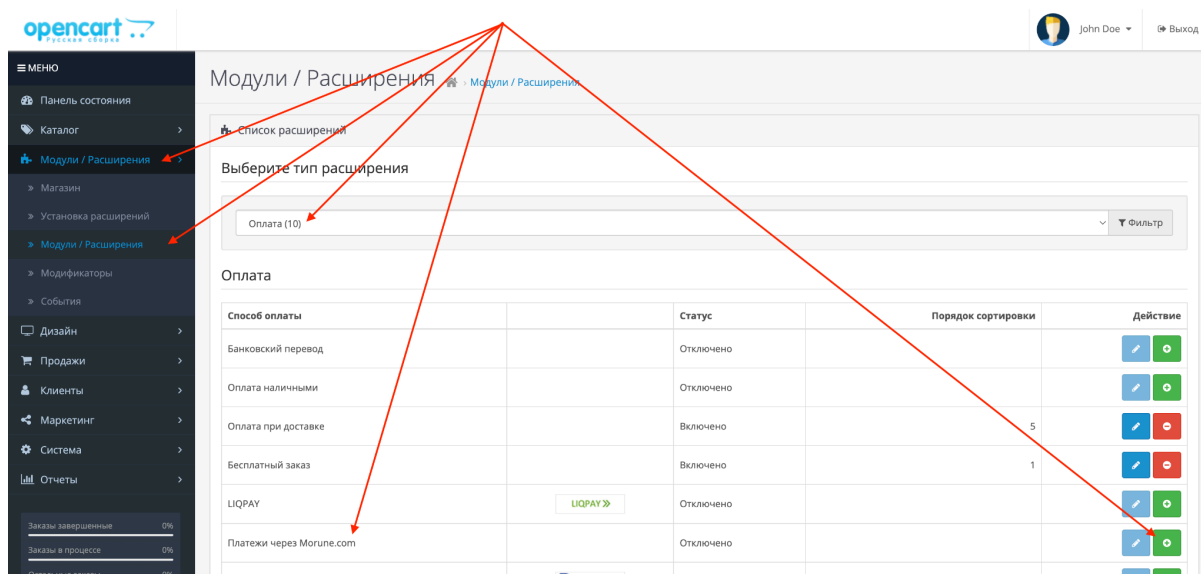 opencart
Русская сборка
John Doe
Выход
МЕНЮ
Панель состояния
Каталог
Модули / Расширения
Магазин
Установка расширений
Модули / Расширения
Модификаторы
События
Дизайн
Продажи
Клиенты
Маркетинг
Система
Отчеты
Заказы завершенные 0%
Заказы в процессе 0%
Модули / Расширения
Модули / Расширения
Список расширений
Выберите тип расширения
Оплата (10)
Фильтр
Оплата
Способ оплаты Статус Порядок сортировки Действие
Банковский перевод Отключено
Оплата наличными Отключено
Оплата при доставке Включено 5
Бесплатный заказ Включено 1
LIQPAY LIQPAY Отключено
Платежи через Morune.com Отключено